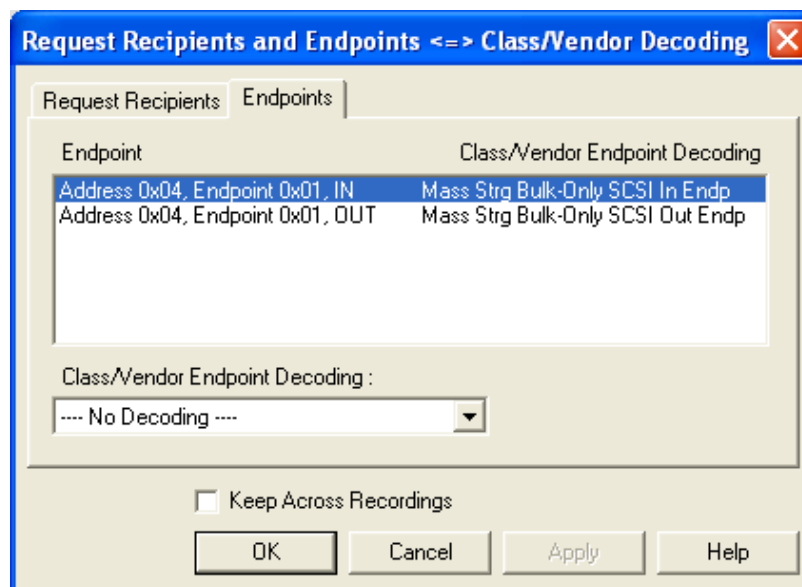 Request Recipients and Endpoints <=> Class/Vendor Decoding
Request Recipients Endpoints
Endpoint Class/Vendor Endpoint Decoding
Address 0x04, Endpoint 0x01, IN Mass Strg Bulk-Only SCSI In Endp
Address 0x04, Endpoint 0x01, OUT Mass Strg Bulk-Only SCSI Out Endp
Class/Vendor Endpoint Decoding :
---- No Decoding ----
Keep Across Recordings
OK Cancel Apply Help